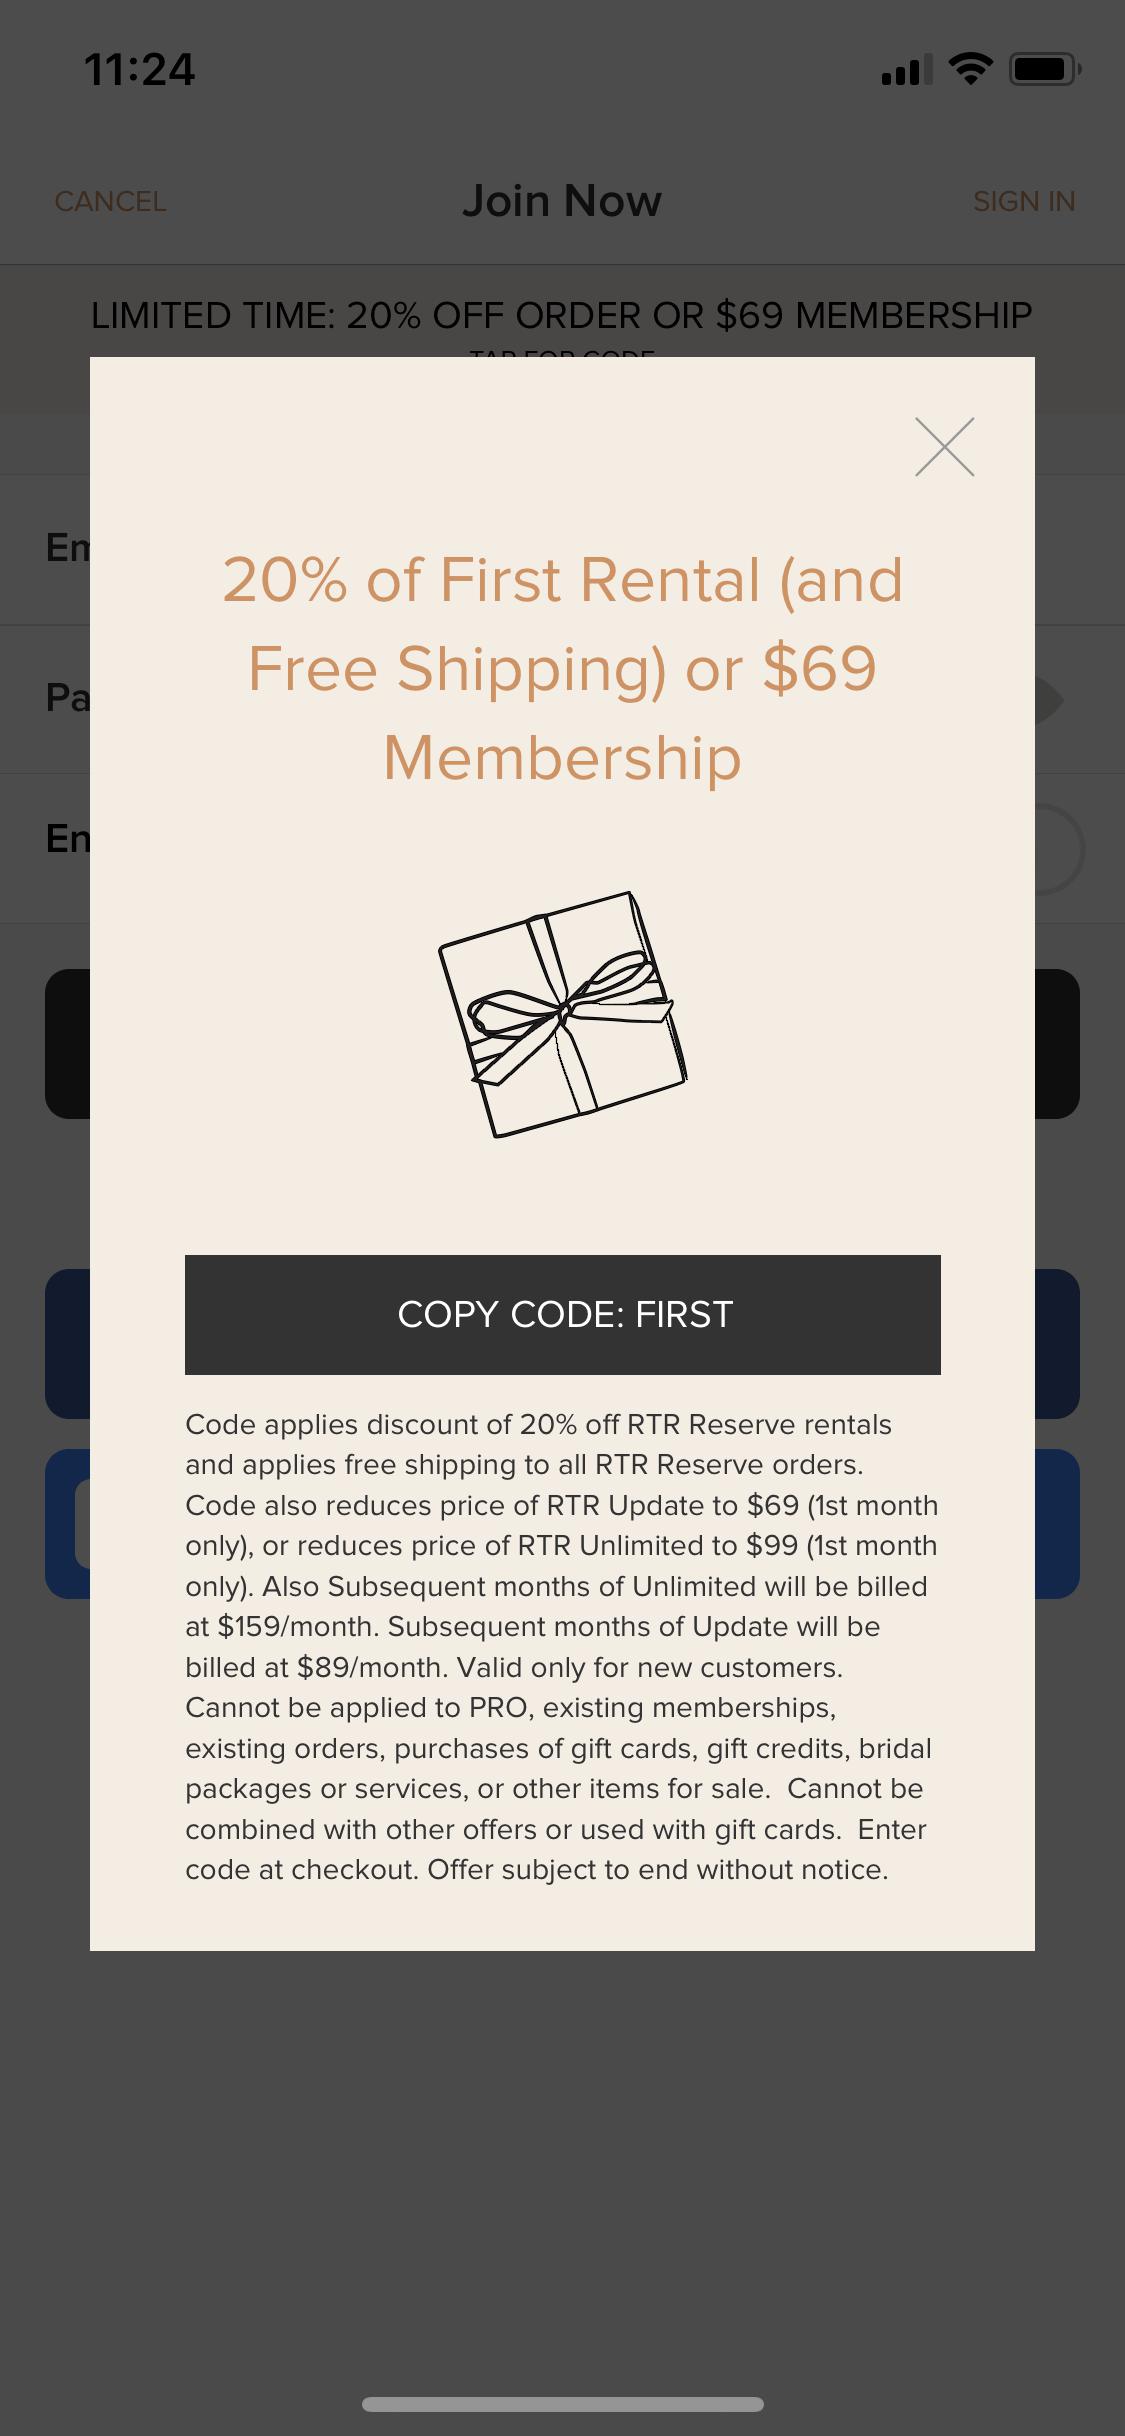 11:24
CANCEL
Join Now
SIGN IN
LIMITED TIME: 20% OFF ORDER OR $69 MEMBERSHIP
TAP FOR CODE
20% of First Rental (and
Free Shipping) or $69
Membership
Em
Pa
En
COPY CODE: FIRST
Code applies discount of 20% off RTR Reserve rentals
and applies free shipping to all RTR Reserve orders.
Code also reduces price of RTR Update to $69 (1st month
only), or reduces price of RTR Unlimited to $99 (1st month
only). Also Subsequent months of Unlimited will be billed
at $159/month. Subsequent months of Update will be
billed at $89/month. Valid only for new customers.
Cannot be applied to PRO, existing memberships,
existing orders, purchases of gift cards, gift credits, bridal
packages or services, or other items for sale.  Cannot be
combined with other offers or used with gift cards.  Enter
code at checkout. Offer subject to end without notice.